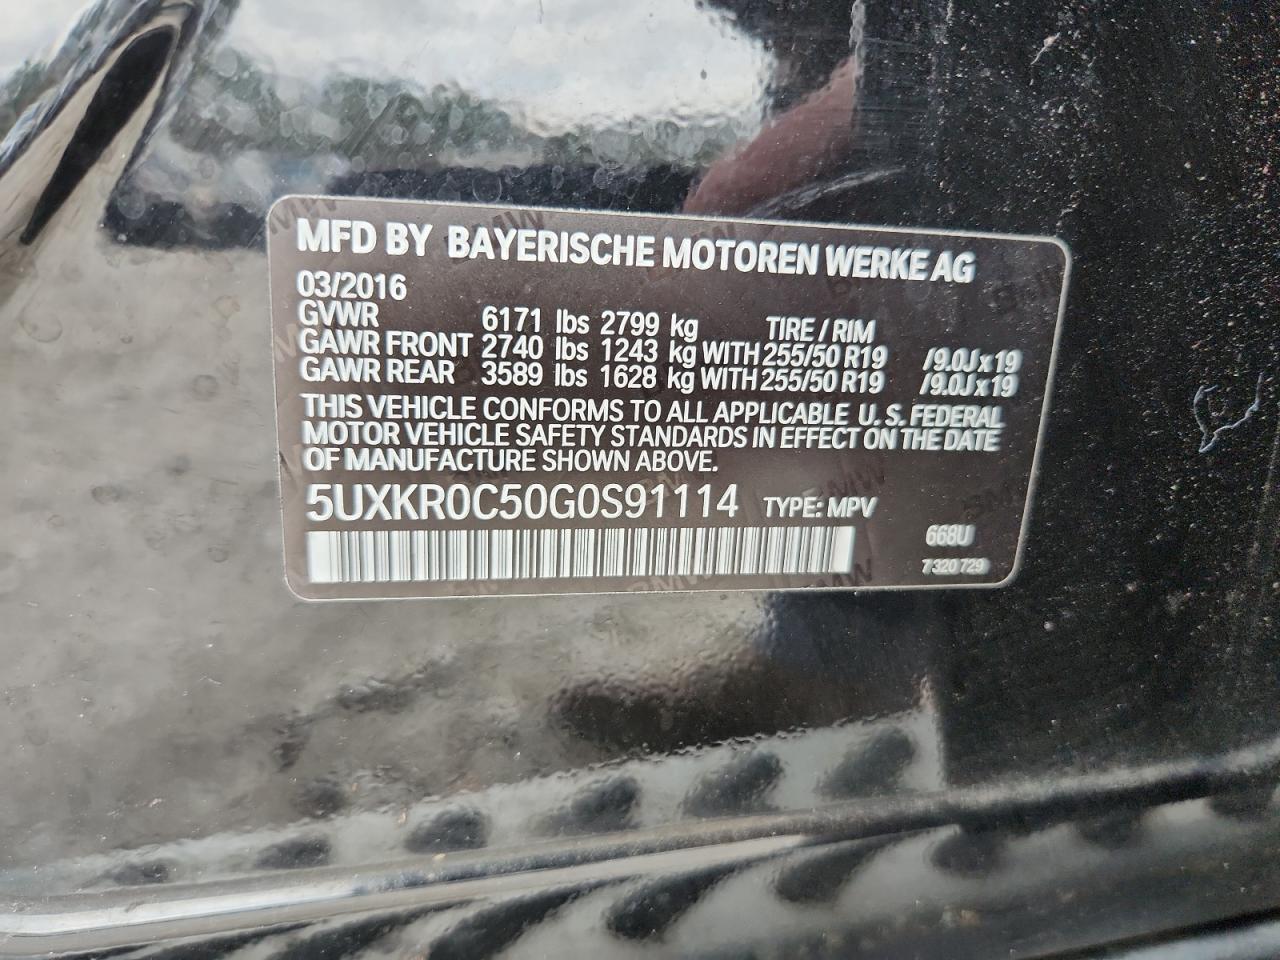 MFD BY BAYERISCHE MOTOREN WERKE AG
03/2016
GVWR 6171 lbs 2799 kg TIRE / RIM
GAWR FRONT 2740 lbs 1243 kg WITH 255/50 R19 /9.0J x 19
GAWR REAR 3589 lbs 1628 kg WITH 255/50 R19 /9.0J x 19
THIS VEHICLE CONFORMS TO ALL APPLICABLE U.S. FEDERAL
MOTOR VEHICLE SAFETY STANDARDS IN EFFECT ON THE DATE
OF MANUFACTURE SHOWN ABOVE.
5UXKR0C50G0S91114 TYPE: MPV
668U
7 320 729